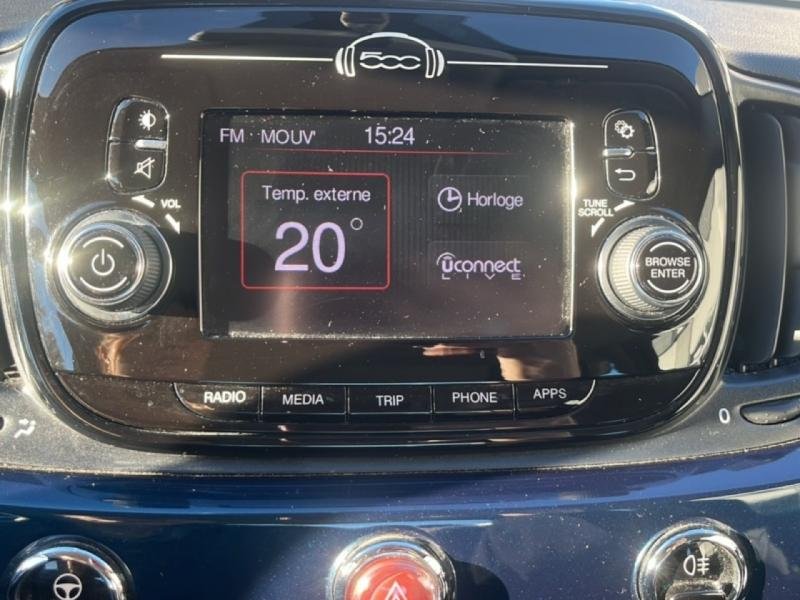 500
FM MOUV' 15:24
VOL
Temp. externe
20°
Horloge
uconnect
LIVE
TUNE
SCROLL
BROWSE
ENTER
RADIO MEDIA TRIP PHONE APPS
0